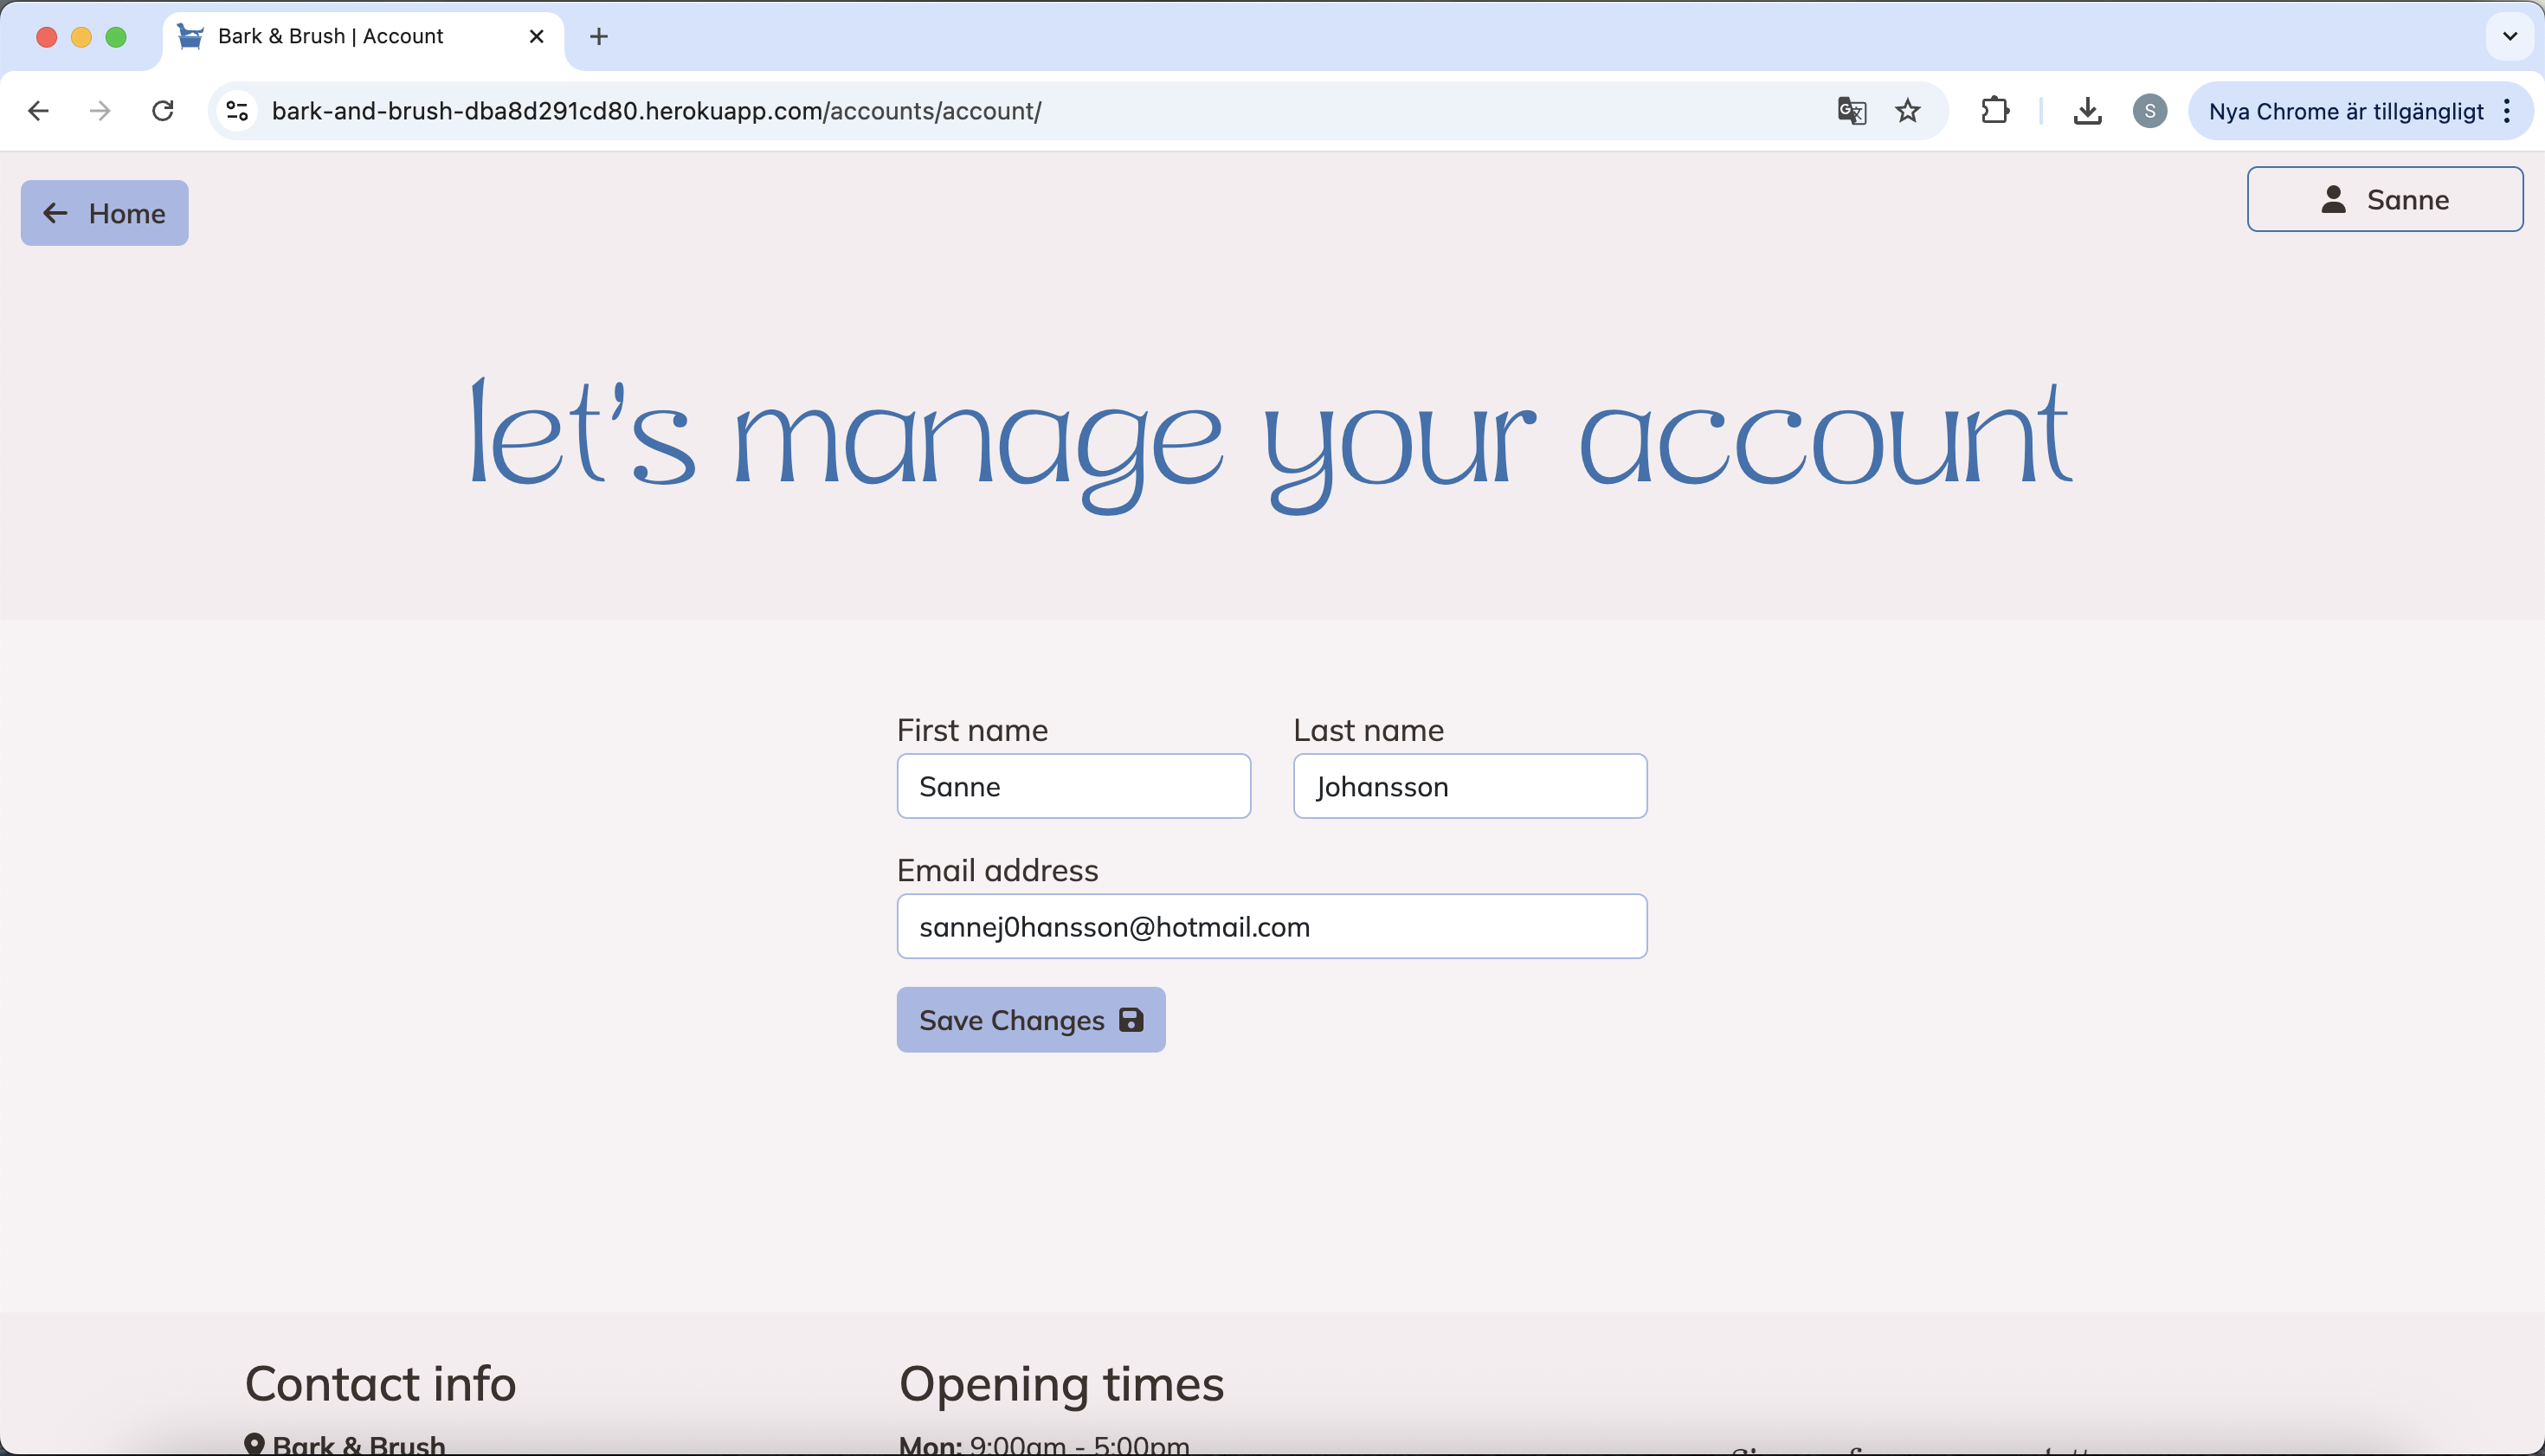 Bark & Brush | Account
bark-and-brush-dba8d291cd80.herokuapp.com/accounts/account/
S
Nya Chrome är tillgängligt
Home
Sanne
let's manage your account
First name
Last name
Sanne
Johansson
Email address
sannej0hansson@hotmail.com
Save Changes
Contact info
Opening times
Bark & Brush
Mon: 9:00am - 5:00pm